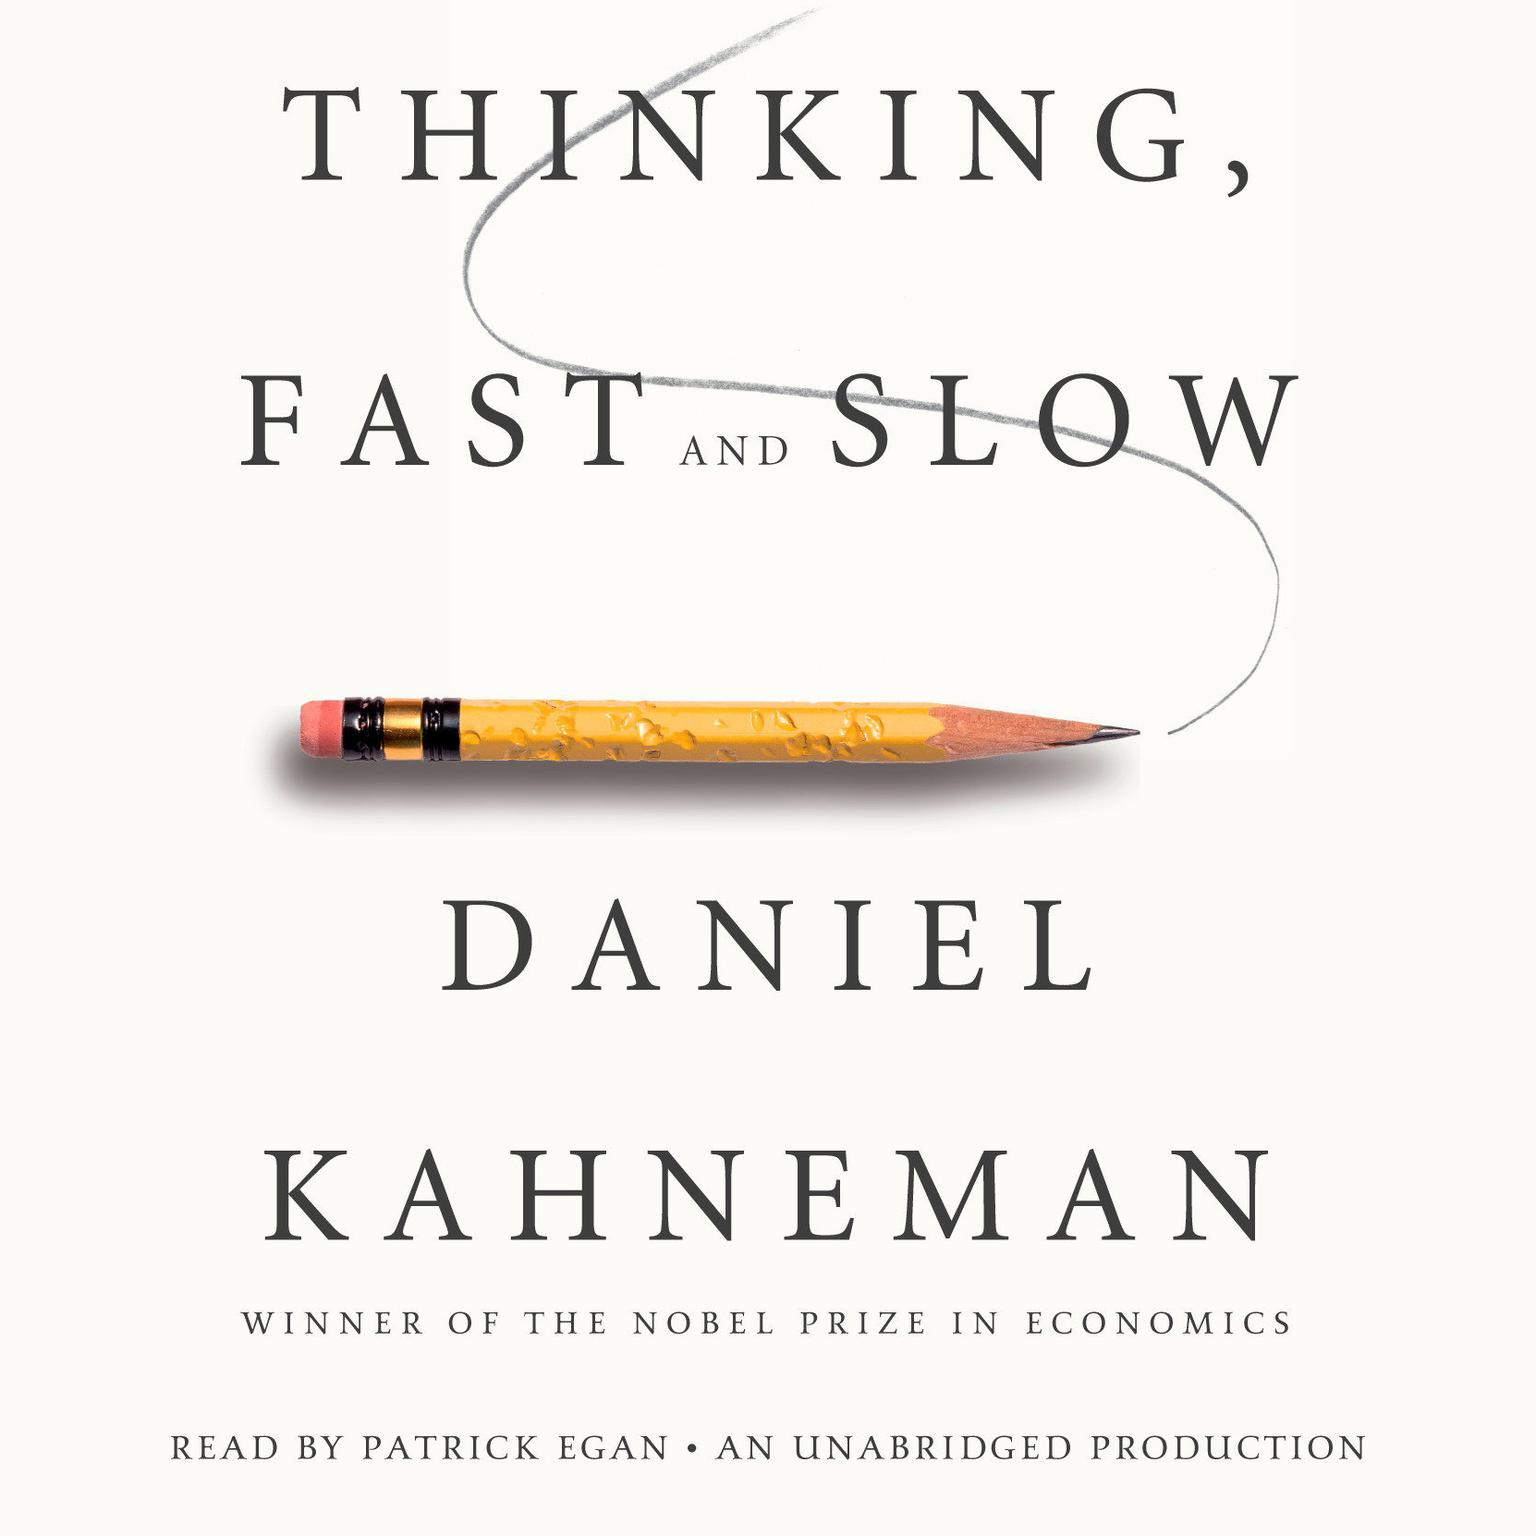 THINKING,
FAST AND SLOW
DANIEL
KAHNEMAN
WINNER OF THE NOBEL PRIZE IN ECONOMICS
READ BY PATRICK EGAN • AN UNABRIDGED PRODUCTION